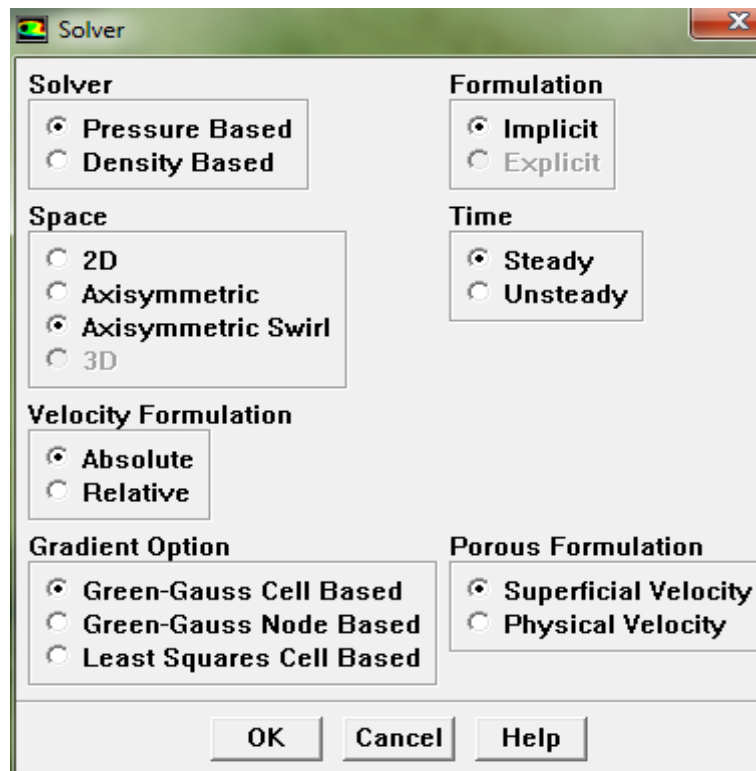 Solver
Solver
Pressure Based
Density Based
Formulation
Implicit
Explicit
Space
2D
Axisymmetric
Axisymmetric Swirl
3D
Time
Steady
Unsteady
Velocity Formulation
Absolute
Relative
Gradient Option
Green-Gauss Cell Based
Green-Gauss Node Based
Least Squares Cell Based
Porous Formulation
Superficial Velocity
Physical Velocity
OK Cancel Help